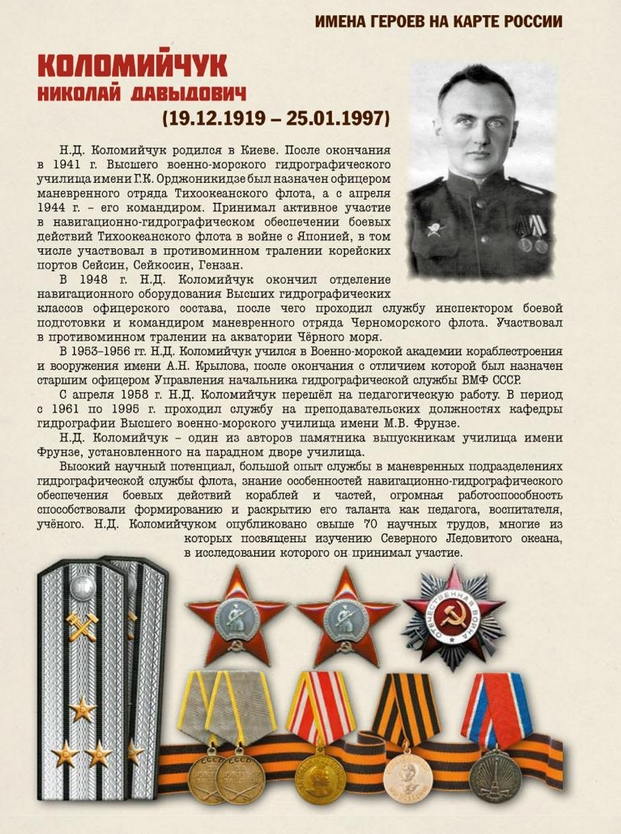 ИМЕНА ГЕРОЕВ НА КАРТЕ РОССИИ
КОЛОМИЙЧУК
НИКОЛАЙ ДАВЫДОВИЧ
(19.12.1919 – 25.01.1997)
Н.Д. Коломийчук родился в Киеве. После окончания
в 1941 г. Высшего военно-морского гидрографического
училища имени Г.К. Орджоникидзе был назначен офицером
маневренного отряда Тихоокеанского флота, а с апреля
1944 г. – его командиром. Принимал активное участие
в навигационно-гидрографическом обеспечении боевых
действий Тихоокеанского флота в войне с Японией, в том
числе участвовал в противоминном тралении корейских
портов Сейсин, Сейкосин, Гензан.
В 1948 г. Н.Д. Коломийчук окончил отделение
навигационного оборудования Высших гидрографических
классов офицерского состава, после чего проходил службу инспектором боевой
подготовки и командиром маневренного отряда Черноморского флота. Участвовал
в противоминном тралении на акватории Чёрного моря.
В 1953–1956 гг. Н.Д. Коломийчук учился в Военно-морской академии кораблестроения
и вооружения имени А.Н. Крылова, после окончания с отличием которой был назначен
старшим офицером Управления начальника гидрографической службы ВМФ СССР.
С апреля 1958 г. Н.Д. Коломийчук перешёл на педагогическую работу. В период
с 1961 по 1995 г. проходил службу на преподавательских должностях кафедры
гидрографии Высшего военно-морского училища имени М.В. Фрунзе.
Н.Д. Коломийчук – один из авторов памятника выпускникам училища имени
Фрунзе, установленного на парадном дворе училища.
Высокий научный потенциал, большой опыт службы в маневренных подразделениях
гидрографической службы флота, знание особенностей навигационно-гидрографического
обеспечения боевых действий кораблей и частей, огромная работоспособность
способствовали формированию и раскрытию его таланта как педагога, воспитателя,
учёного. Н.Д. Коломийчуком опубликовано свыше 70 научных трудов, многие из
которых посвящены изучению Северного Ледовитого океана,
в исследовании которого он принимал участие.
ОТЕЧЕСТВЕННАЯ ВОЙНА
СССР
СССР